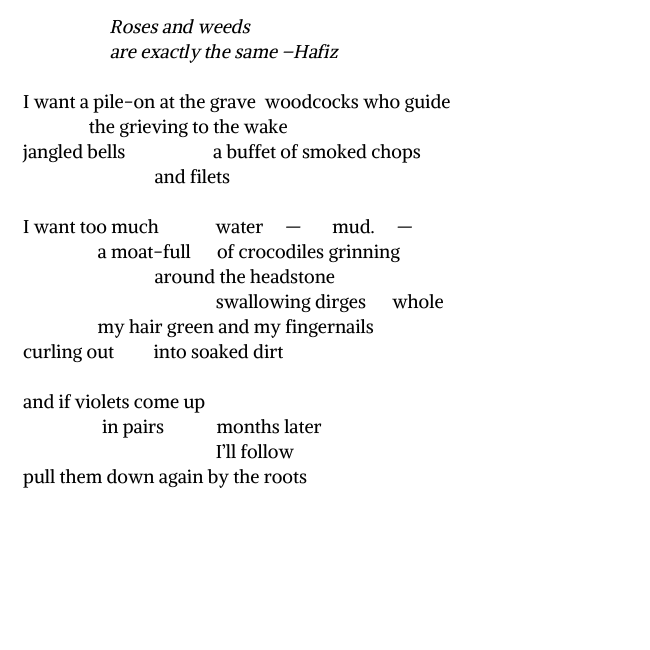 Roses and weeds
are exactly the same –Hafiz
I want a pile-on at the grave woodcocks who guide
the grieving to the wake
jangled bells a buffet of smoked chops
and filets
I want too much water — mud. —
a moat-full of crocodiles grinning
around the headstone
swallowing dirges whole
my hair green and my fingernails
curling out into soaked dirt
and if violets come up
in pairs months later
I’ll follow
pull them down again by the roots